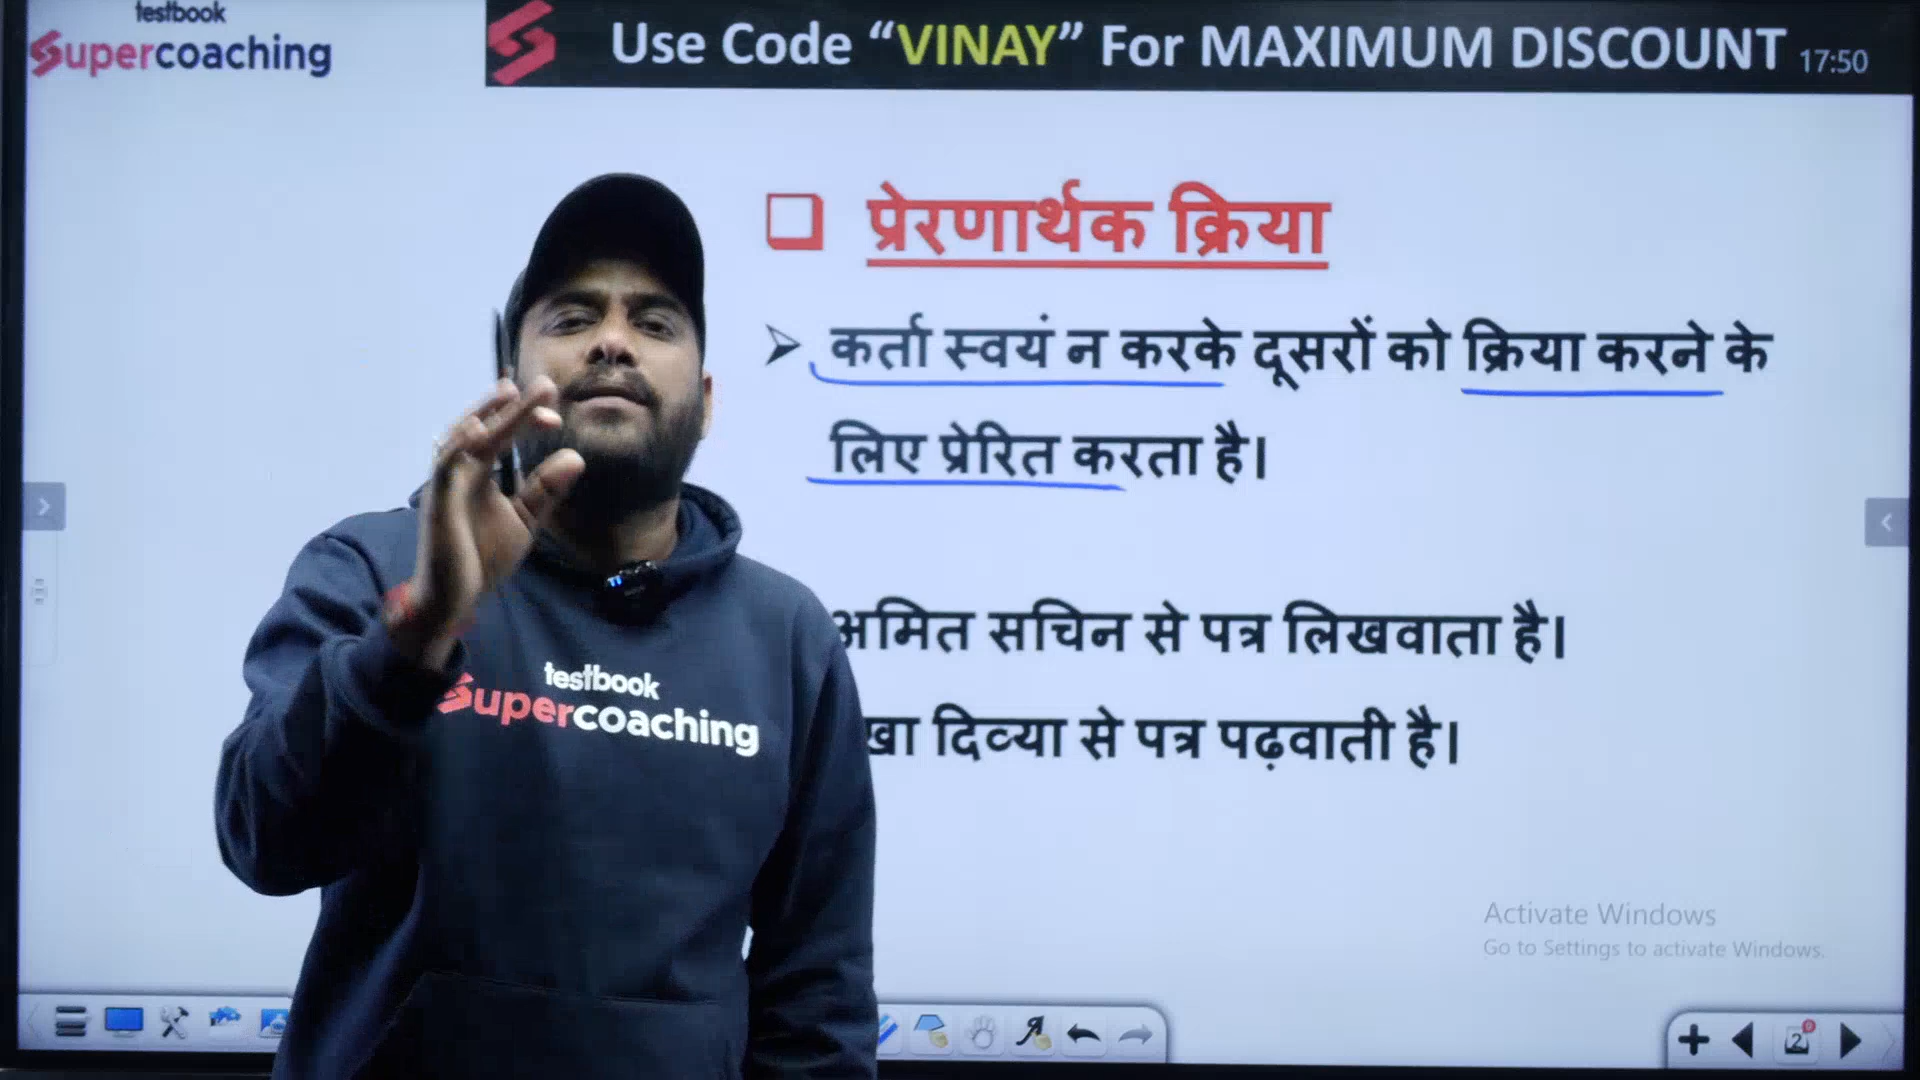 testbook
Supercoaching
Use Code “VINAY” For MAXIMUM DISCOUNT 17:50
प्रेरणार्थक क्रिया
कर्ता स्वयं न करके दूसरों को क्रिया करने के
लिए प्रेरित करता है।
अमित सचिन से पत्र लिखवाता है।
दिव्या से पत्र पढ़वाती है।
testbook
Supercoaching
Activate Windows
Go to Settings to activate Windows.
2